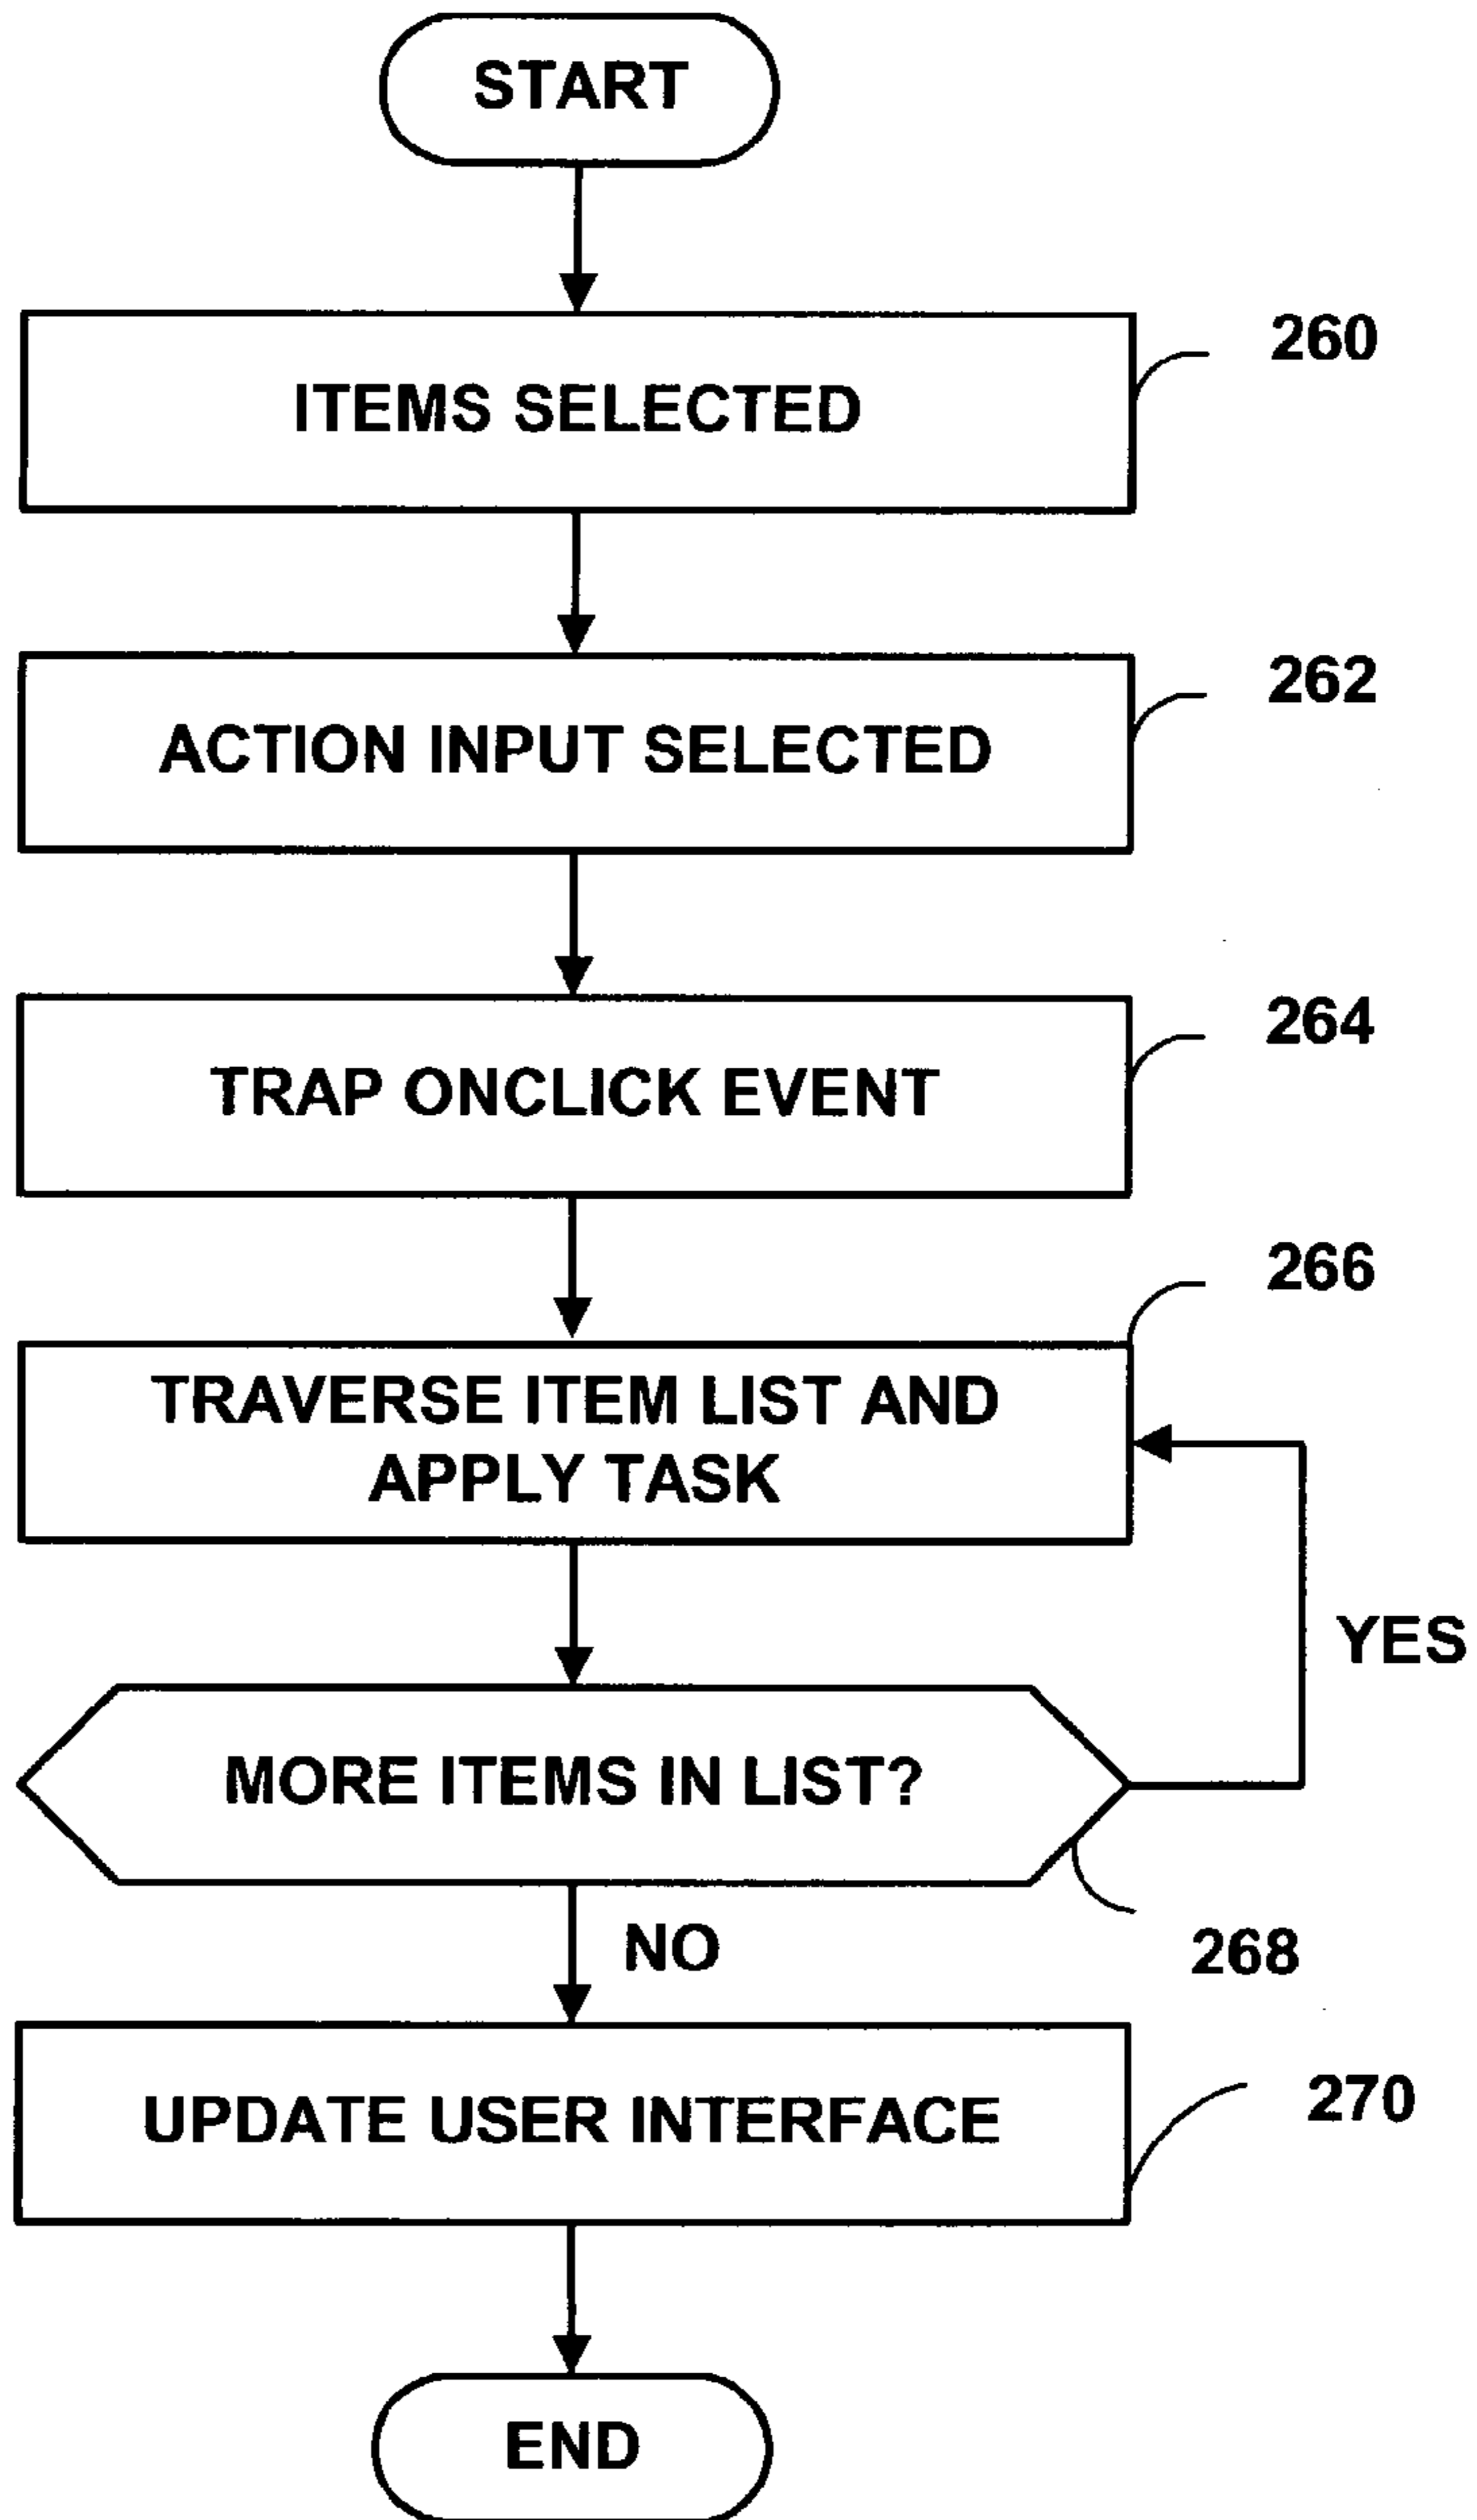 START
ITEMS SELECTED
260
ACTION INPUT SELECTED
262
TRAP ONCLICK EVENT
264
266
TRAVERSE ITEM LIST AND
APPLY TASK
YES
MORE ITEMS IN LIST?
NO
268
UPDATE USER INTERFACE
270
END